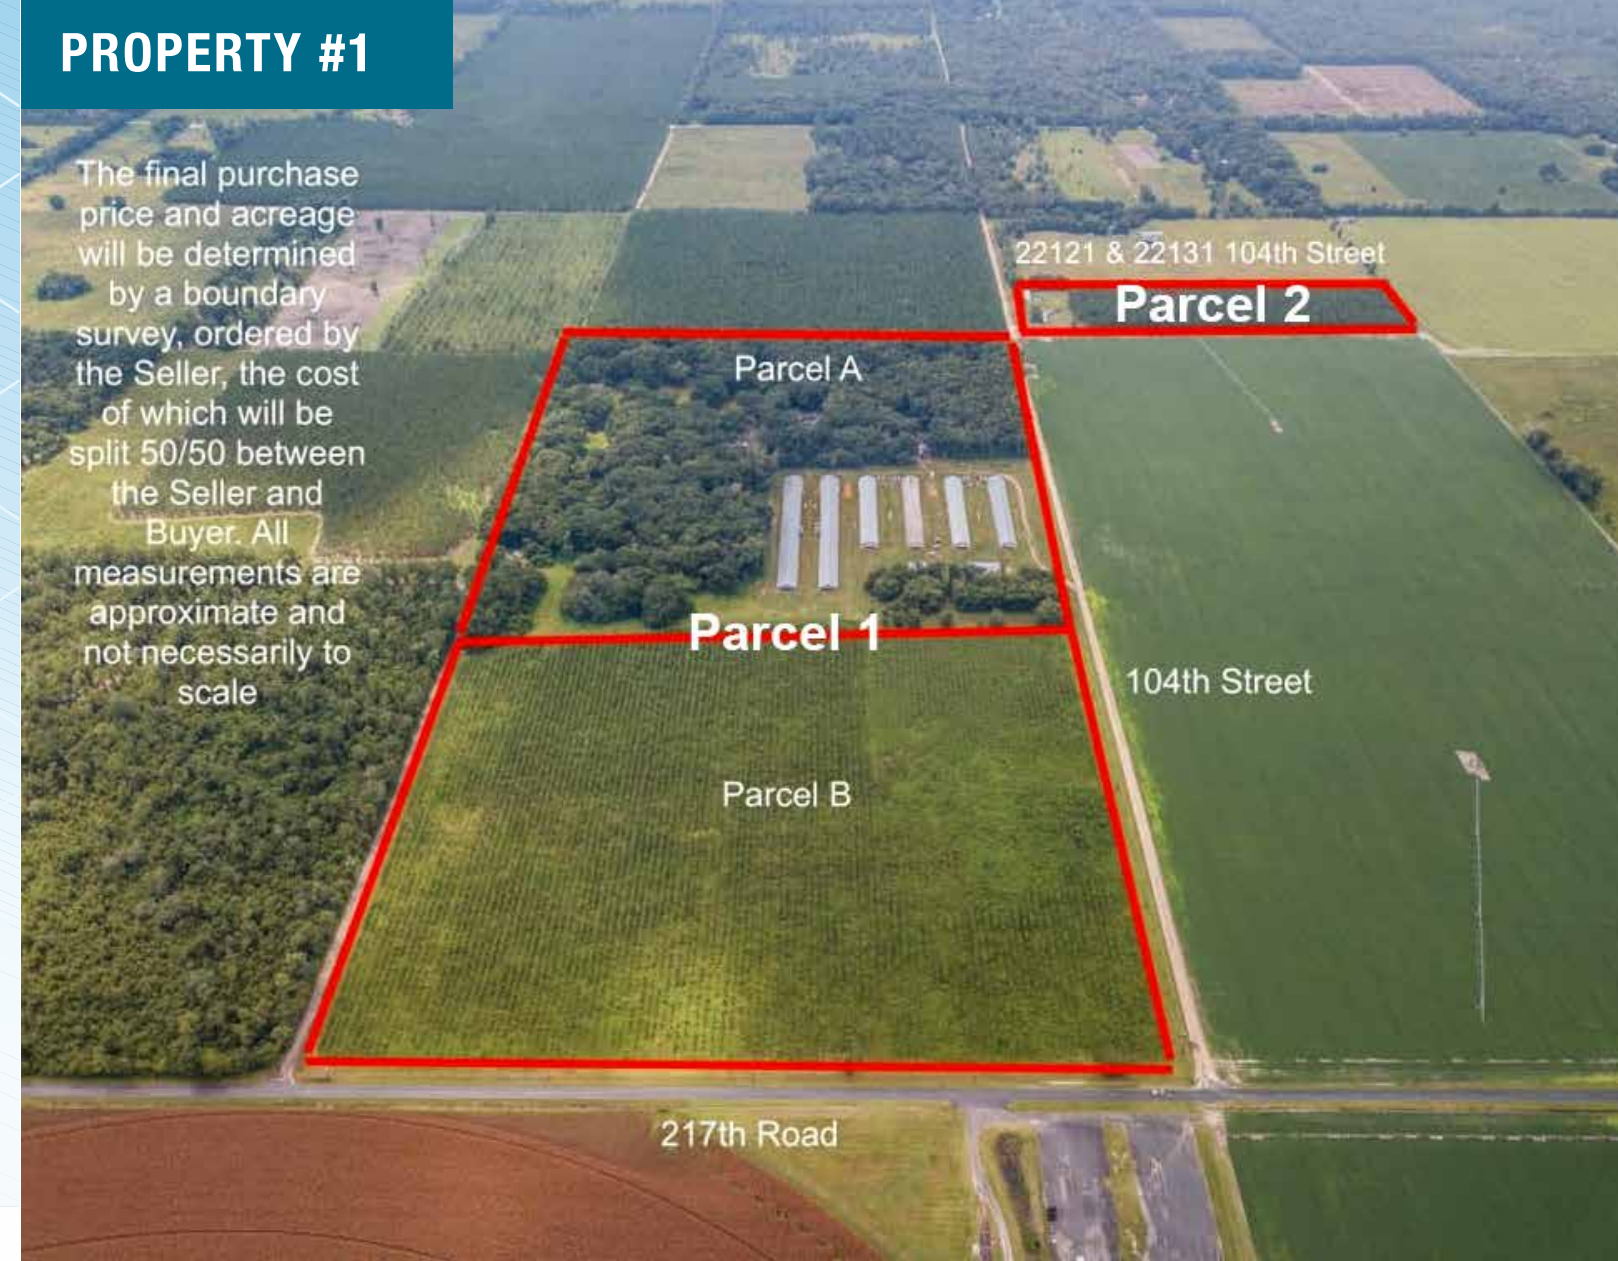 PROPERTY #1
The final purchase
price and acreage
will be determined
by a boundary
survey, ordered by
the Seller, the cost
of which will be
split 50/50 between
the Seller and
Buyer. All
measurements are
approximate and
not necessarily to
scale
22121 & 22131 104th Street
Parcel 2
Parcel A
Parcel 1
104th Street
Parcel B
217th Road